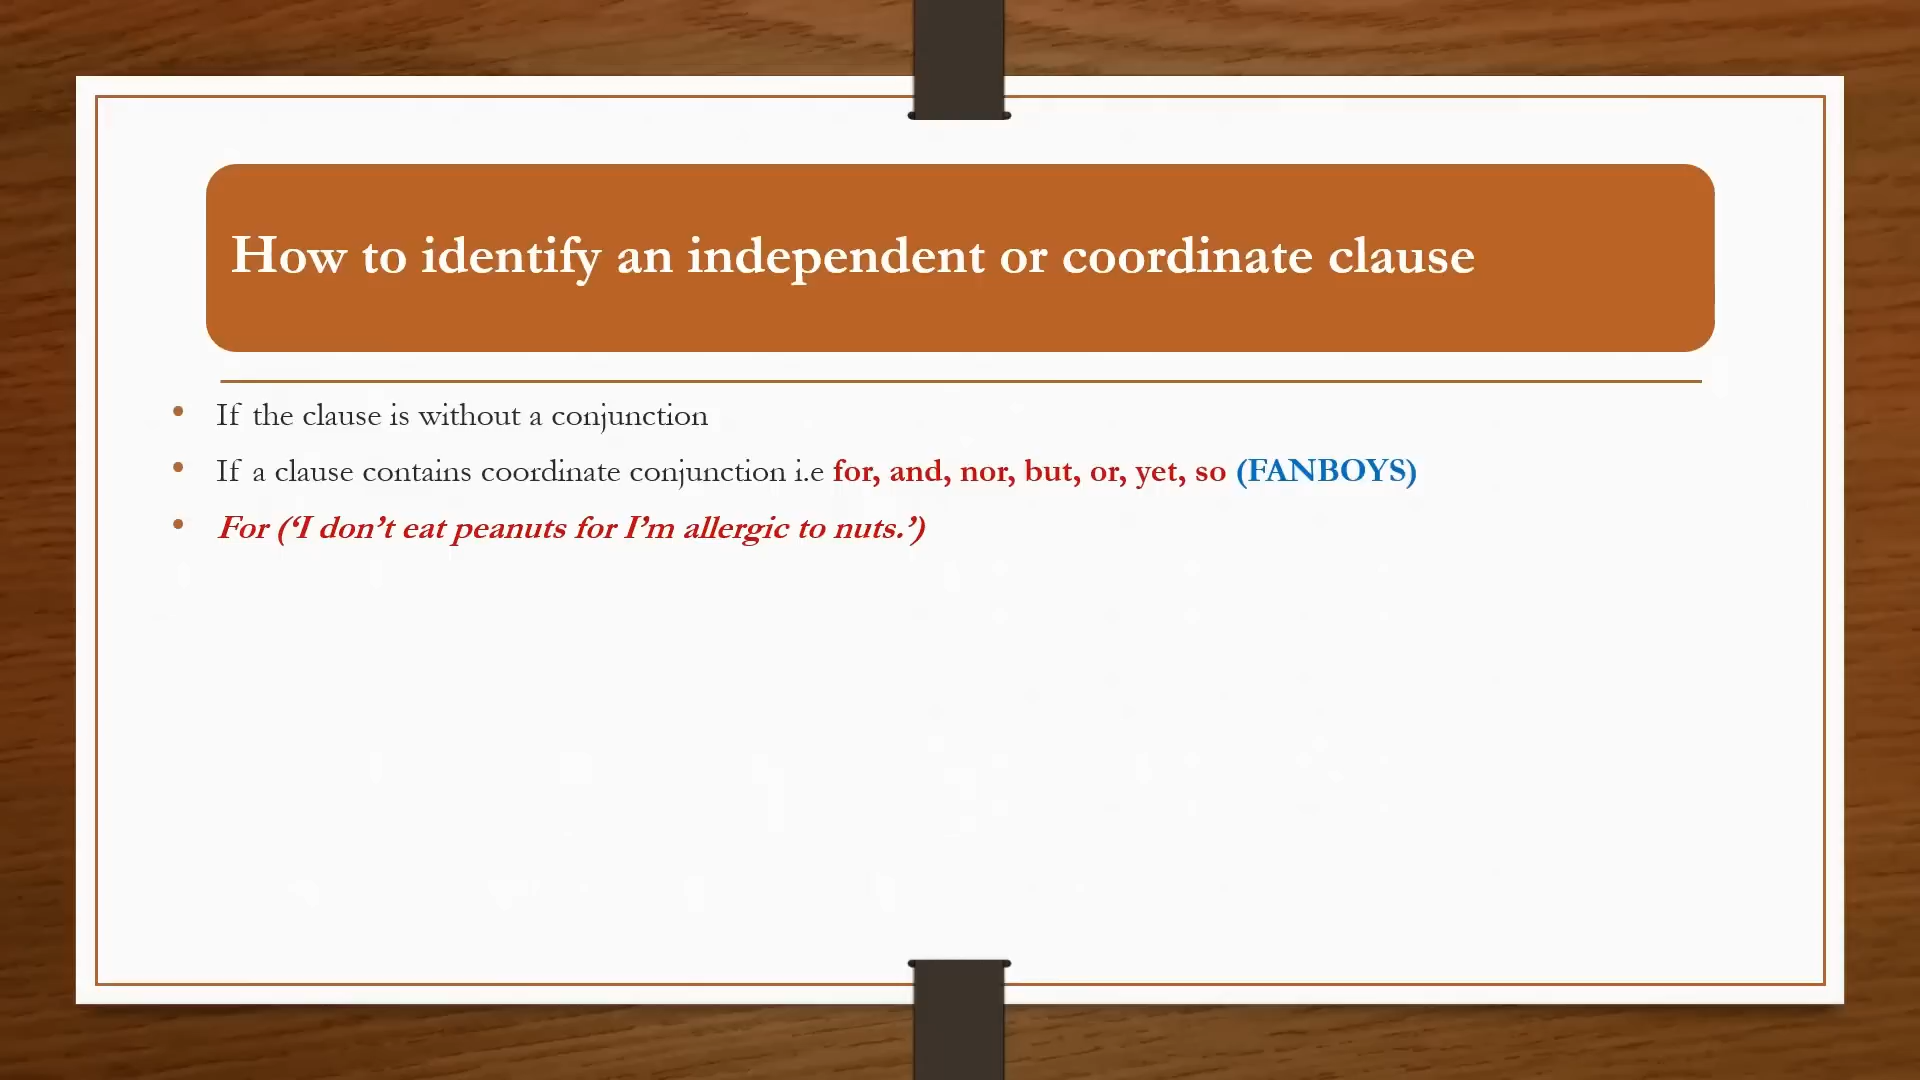 How to identify an independent or coordinate clause
• If the clause is without a conjunction
• If a clause contains coordinate conjunction i.e for, and, nor, but, or, yet, so (FANBOYS)
• For (‘I don’t eat peanuts for I’m allergic to nuts.’)